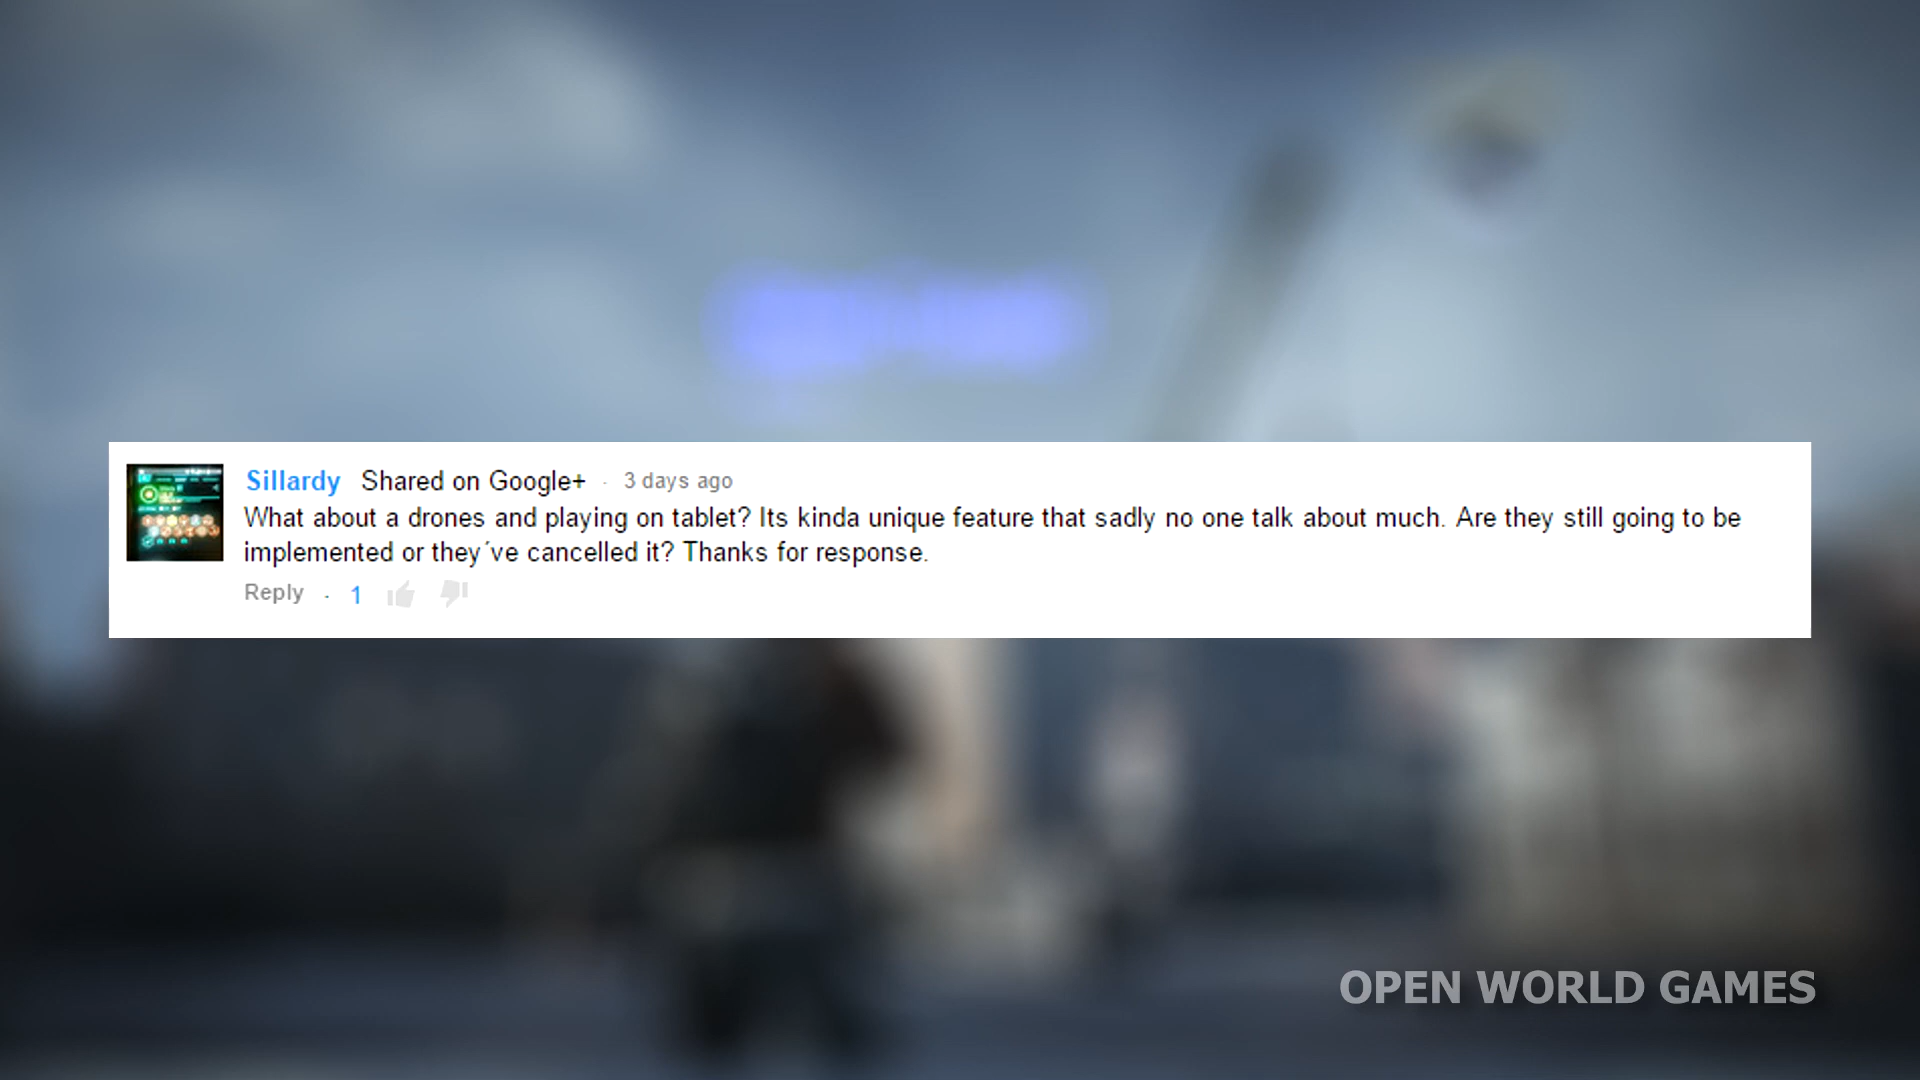 Sillardy Shared on Google+ · 3 days ago
What about a drones and playing on tablet? Its kinda unique feature that sadly no one talk about much. Are they still going to be
implemented or they´ve cancelled it? Thanks for response.
Reply · 1
OPEN WORLD GAMES